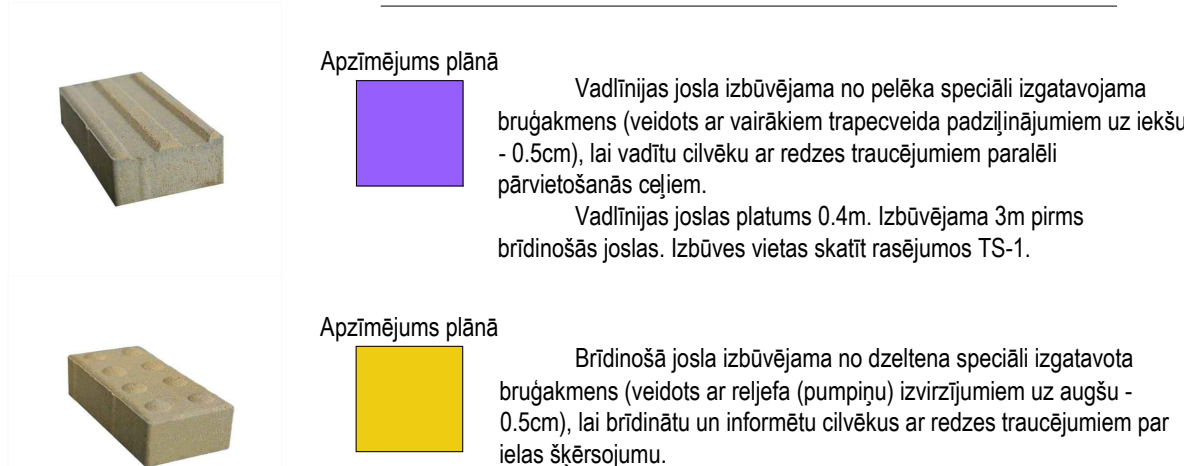 Apzīmējums plānā
Vadlīnijas josla izbūvējama no pelēka speciāli izgatavojama
bruģakmens (veidots ar vairākiem trapecveida padziļinājumiem uz iekšu
- 0.5cm), lai vadītu cilvēku ar redzes traucējumiem paralēli
pārvietošanās ceļiem.
Vadlīnijas joslas platums 0.4m. Izbūvējama 3m pirms
brīdinošās joslas. Izbūves vietas skatīt rasējumos TS-1.
Apzīmējums plānā
Brīdinošā josla izbūvējama no dzeltena speciāli izgatavota
bruģakmens (veidots ar reljefa (pumpiņu) izvirzījumiem uz augšu -
0.5cm), lai brīdinātu un informētu cilvēkus ar redzes traucējumiem par
ielas šķērsojumu.